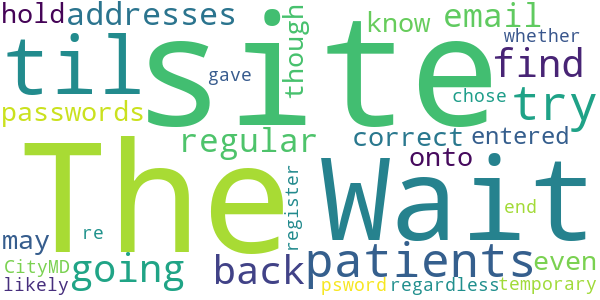 hold addresses though know email
whether
til site gave find
passwords chose try
regular correct entered
The Wait onto
register
may re back patients end even
CityMD going
likely psword regardless temporary